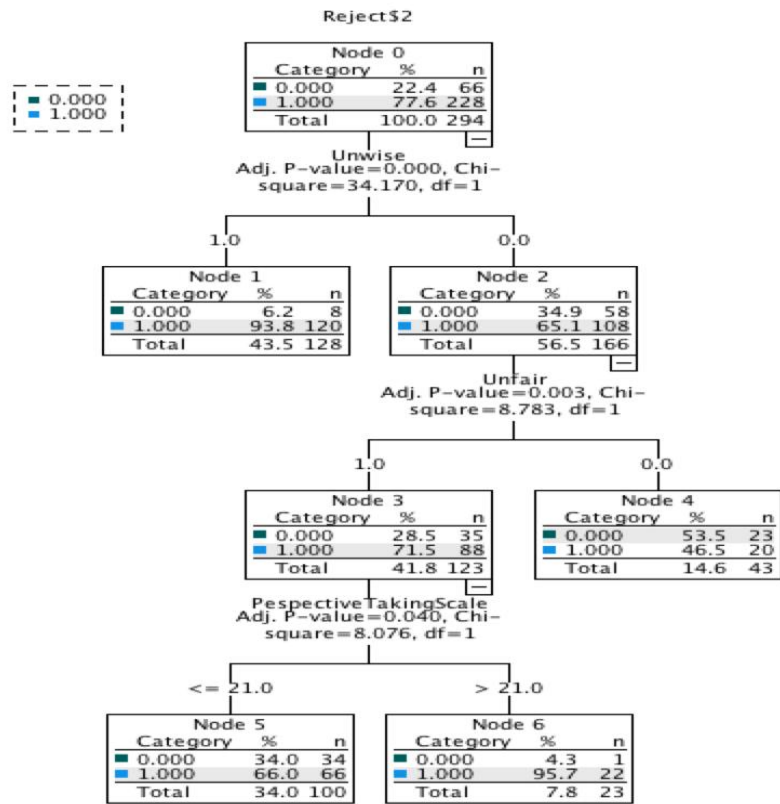 Reject$2
0.000
1.000
Node 0
Category % n
0.000 22.4 66
1.000 77.6 228
Total 100.0 294
Unwise
Adj. P-value=0.000, Chi-
square=34.170, df=1
1.0
0.0
Node 1
Category % n
0.000 6.2 8
1.000 93.8 120
Total 43.5 128
Node 2
Category % n
0.000 34.9 58
1.000 65.1 108
Total 56.5 166
Unfair
Adj. P-value=0.003, Chi-
square=8.783, df=1
1.0
0.0
Node 3
Category % n
0.000 28.5 35
1.000 71.5 88
Total 41.8 123
Node 4
Category % n
0.000 53.5 23
1.000 46.5 20
Total 14.6 43
PespectiveTakingScale
Adj. P-value=0.040, Chi-
square=8.076, df=1
<= 21.0
> 21.0
Node 5
Category % n
0.000 34.0 34
1.000 66.0 66
Total 34.0 100
Node 6
Category % n
0.000 4.3 1
1.000 95.7 22
Total 7.8 23